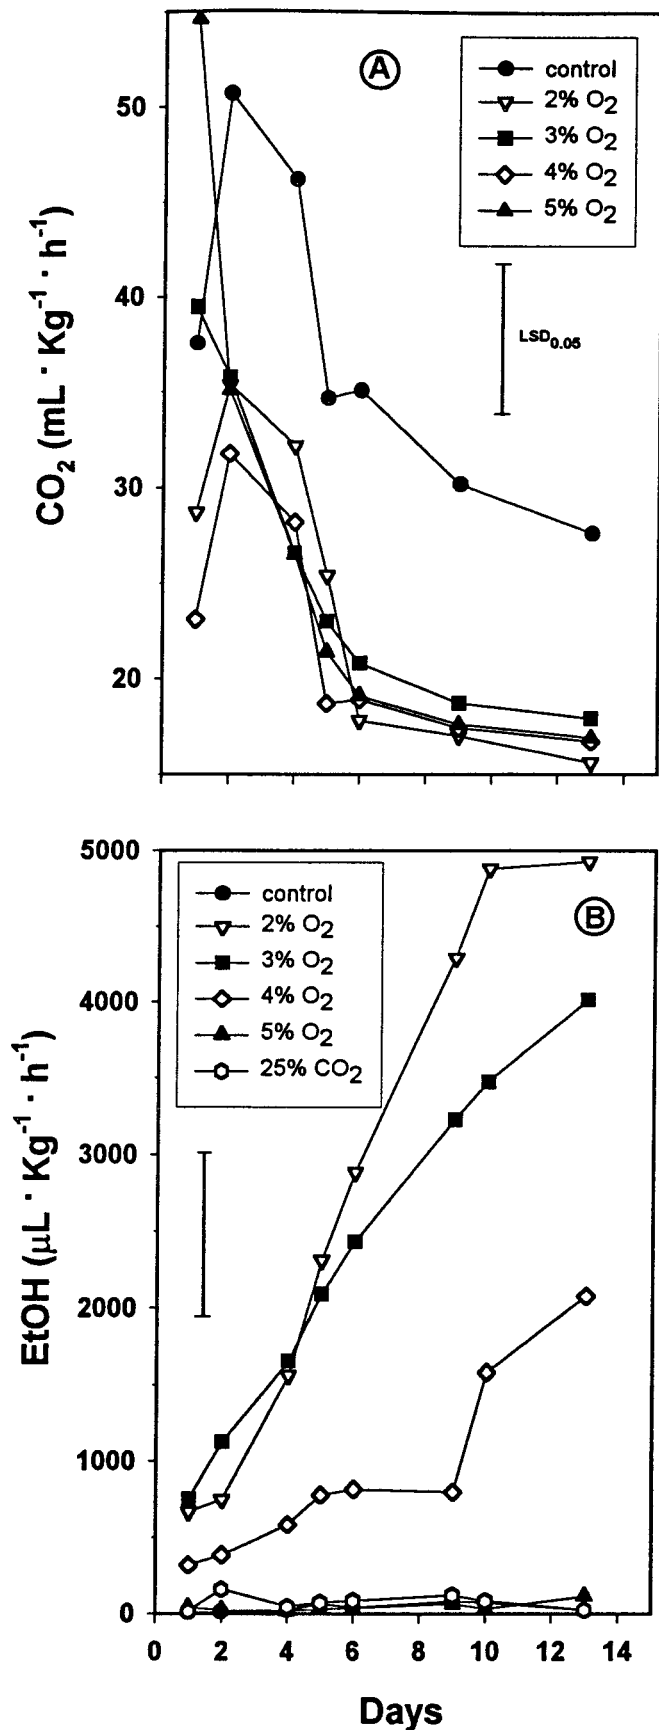 A
control
2% O2
3% O2
4% O2
5% O2
50
40
30
20
LSD0.05
CO2 (mL · Kg-1 · h-1)
B
control
2% O2
3% O2
4% O2
5% O2
25% CO2
5000
4000
3000
2000
1000
0
EtOH (µL · Kg-1 · h-1)
0 2 4 6 8 10 12 14
Days